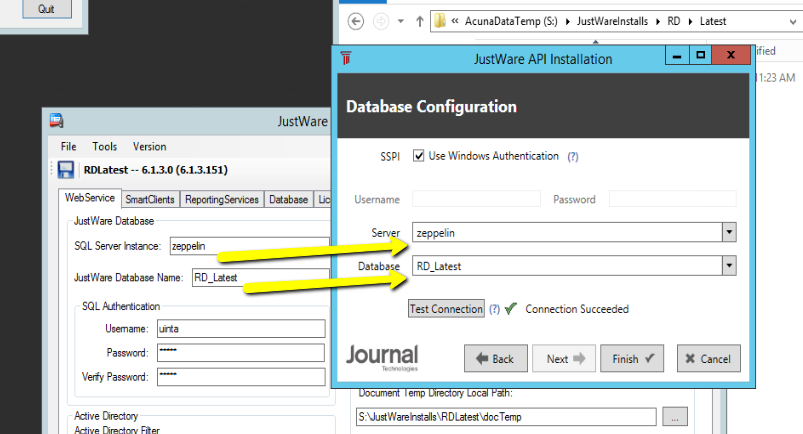 Quit
« AcunaDataTemp (S:) › JustWareInstalls › RD › Latest
ified
11:23 AM
JustWare API Installation
Database Configuration
SSPI Use Windows Authentication (?)
Username Password
Server zeppelin
Database RD_Latest
Test Connection (?) Connection Succeeded
Journal
Technologies
Back Next Finish Cancel
JustWare
File Tools Version
RDLatest -- 6.1.3.0 (6.1.3.151)
WebService SmartClients ReportingServices Database Lic
JustWare Database
SQL Server Instance: zeppelin
JustWare Database Name: RD_Latest
SQL Authentication
Username: uinta
Password: *****
Verify Password: *****
Active Directory
Active Directory Filter
Document Temp Directory Local Path:
S:\JustWareInstalls\RDLatest\docTemp ...